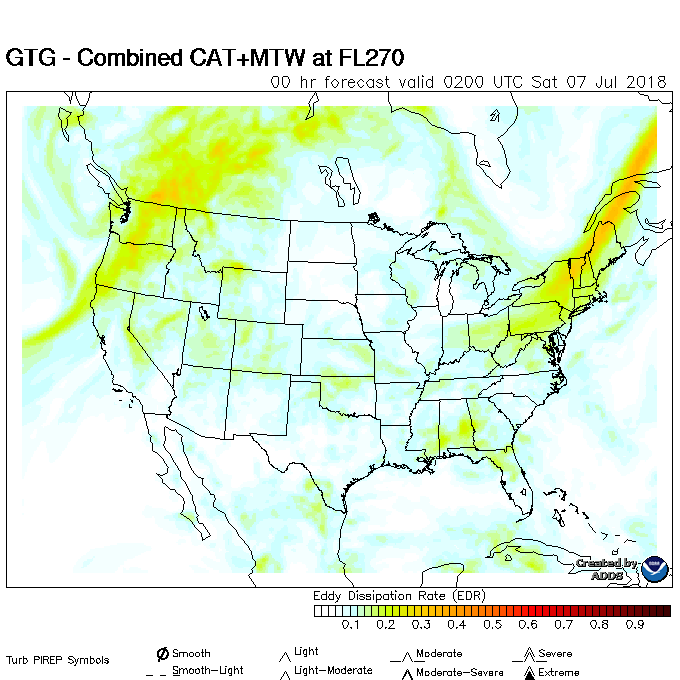 GTG - Combined CAT+MTW at FL270
00 hr forecast valid 0200 UTC Sat 07 Jul 2018
Created by
ADDS
Eddy Dissipation Rate (EDR)
0.1 0.2 0.3 0.4 0.5 0.6 0.7 0.8 0.9
Turb PIREP Symbols
Smooth Light Moderate Severe
Smooth-Light Light-Moderate Moderate-Severe Extreme